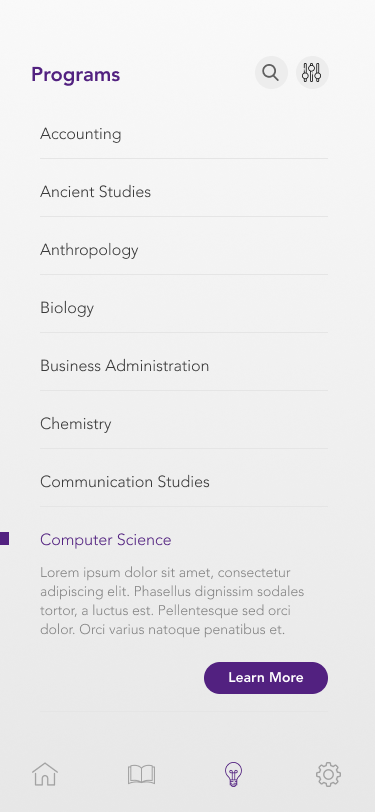 Programs
Accounting
Ancient Studies
Anthropology
Biology
Business Administration
Chemistry
Communication Studies
Computer Science
Lorem ipsum dolor sit amet, consectetur
adipiscing elit. Phasellus dignissim sodales
tortor, a luctus est. Pellentesque sed orci
dolor. Orci varius natoque penatibus et.
Learn More